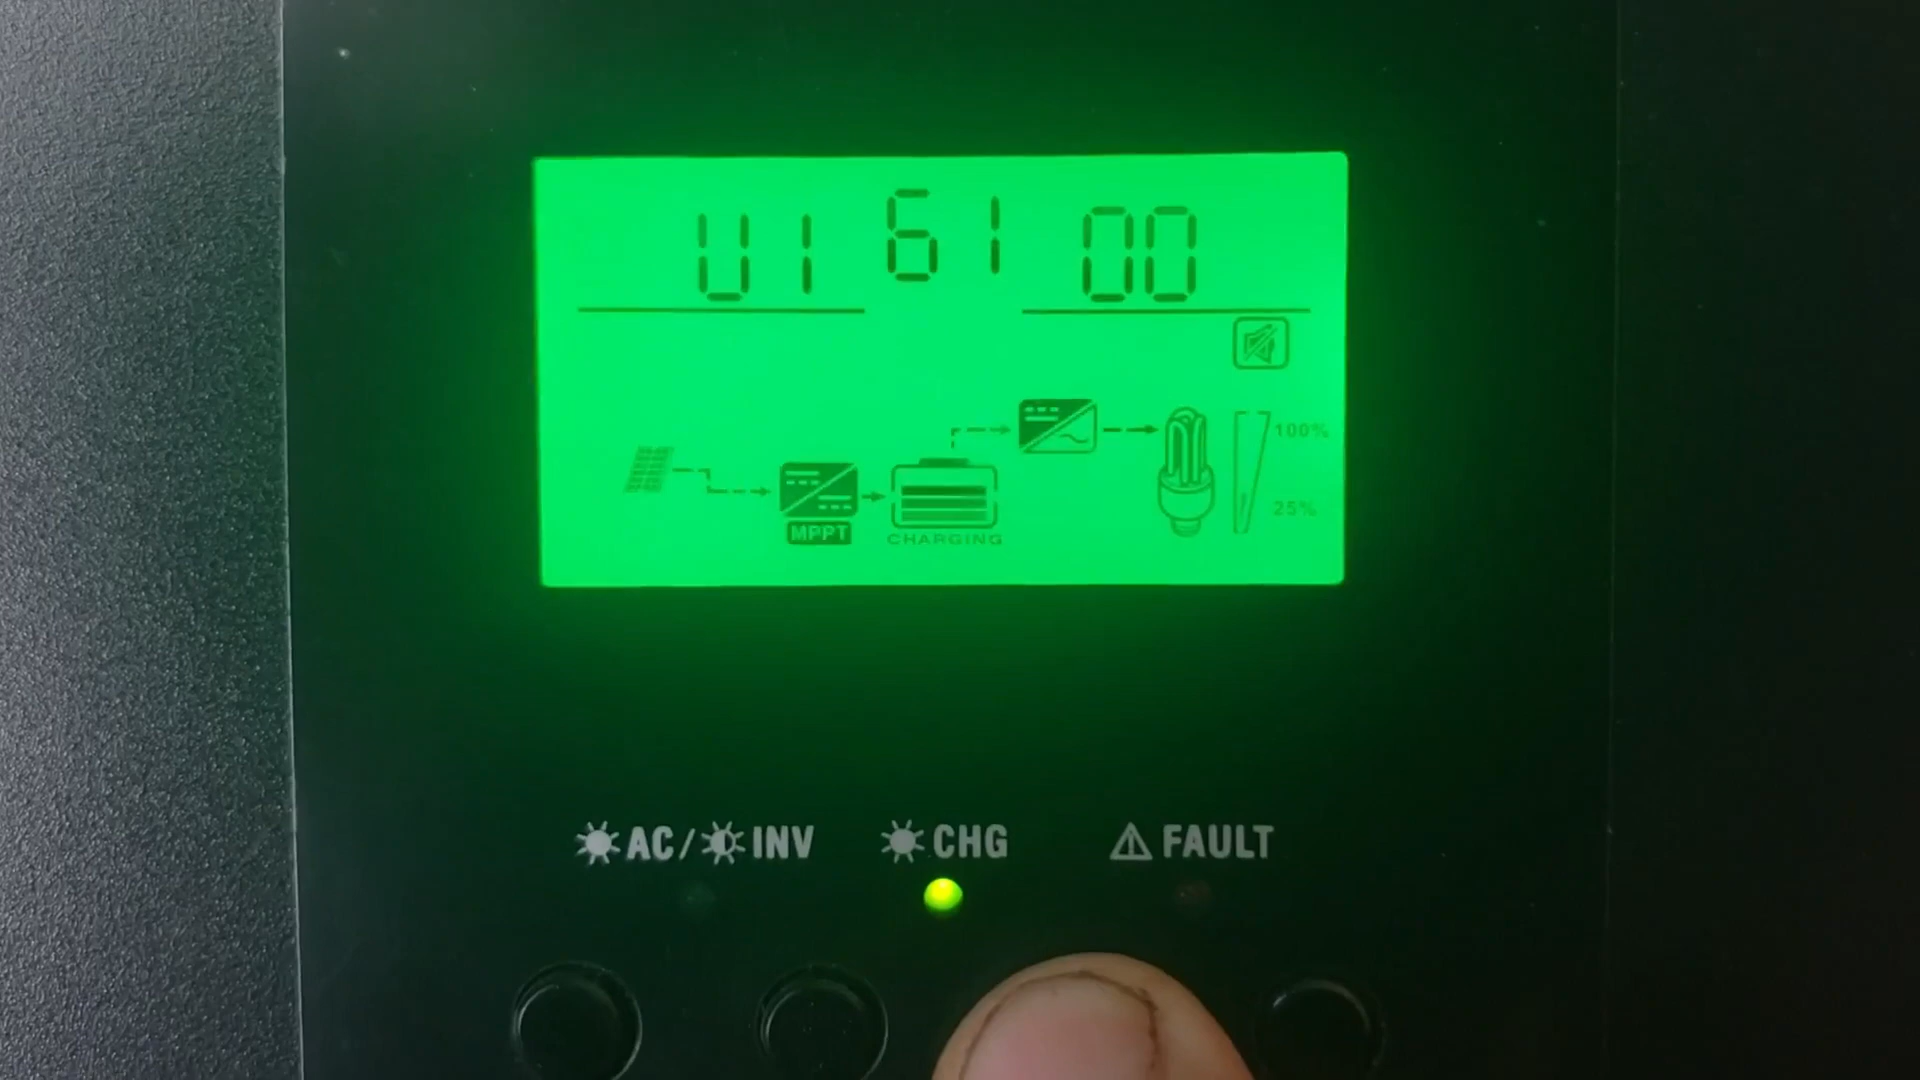 U1 61 00
100%
25%
MPPT
CHARGING
AC/ INV CHG FAULT